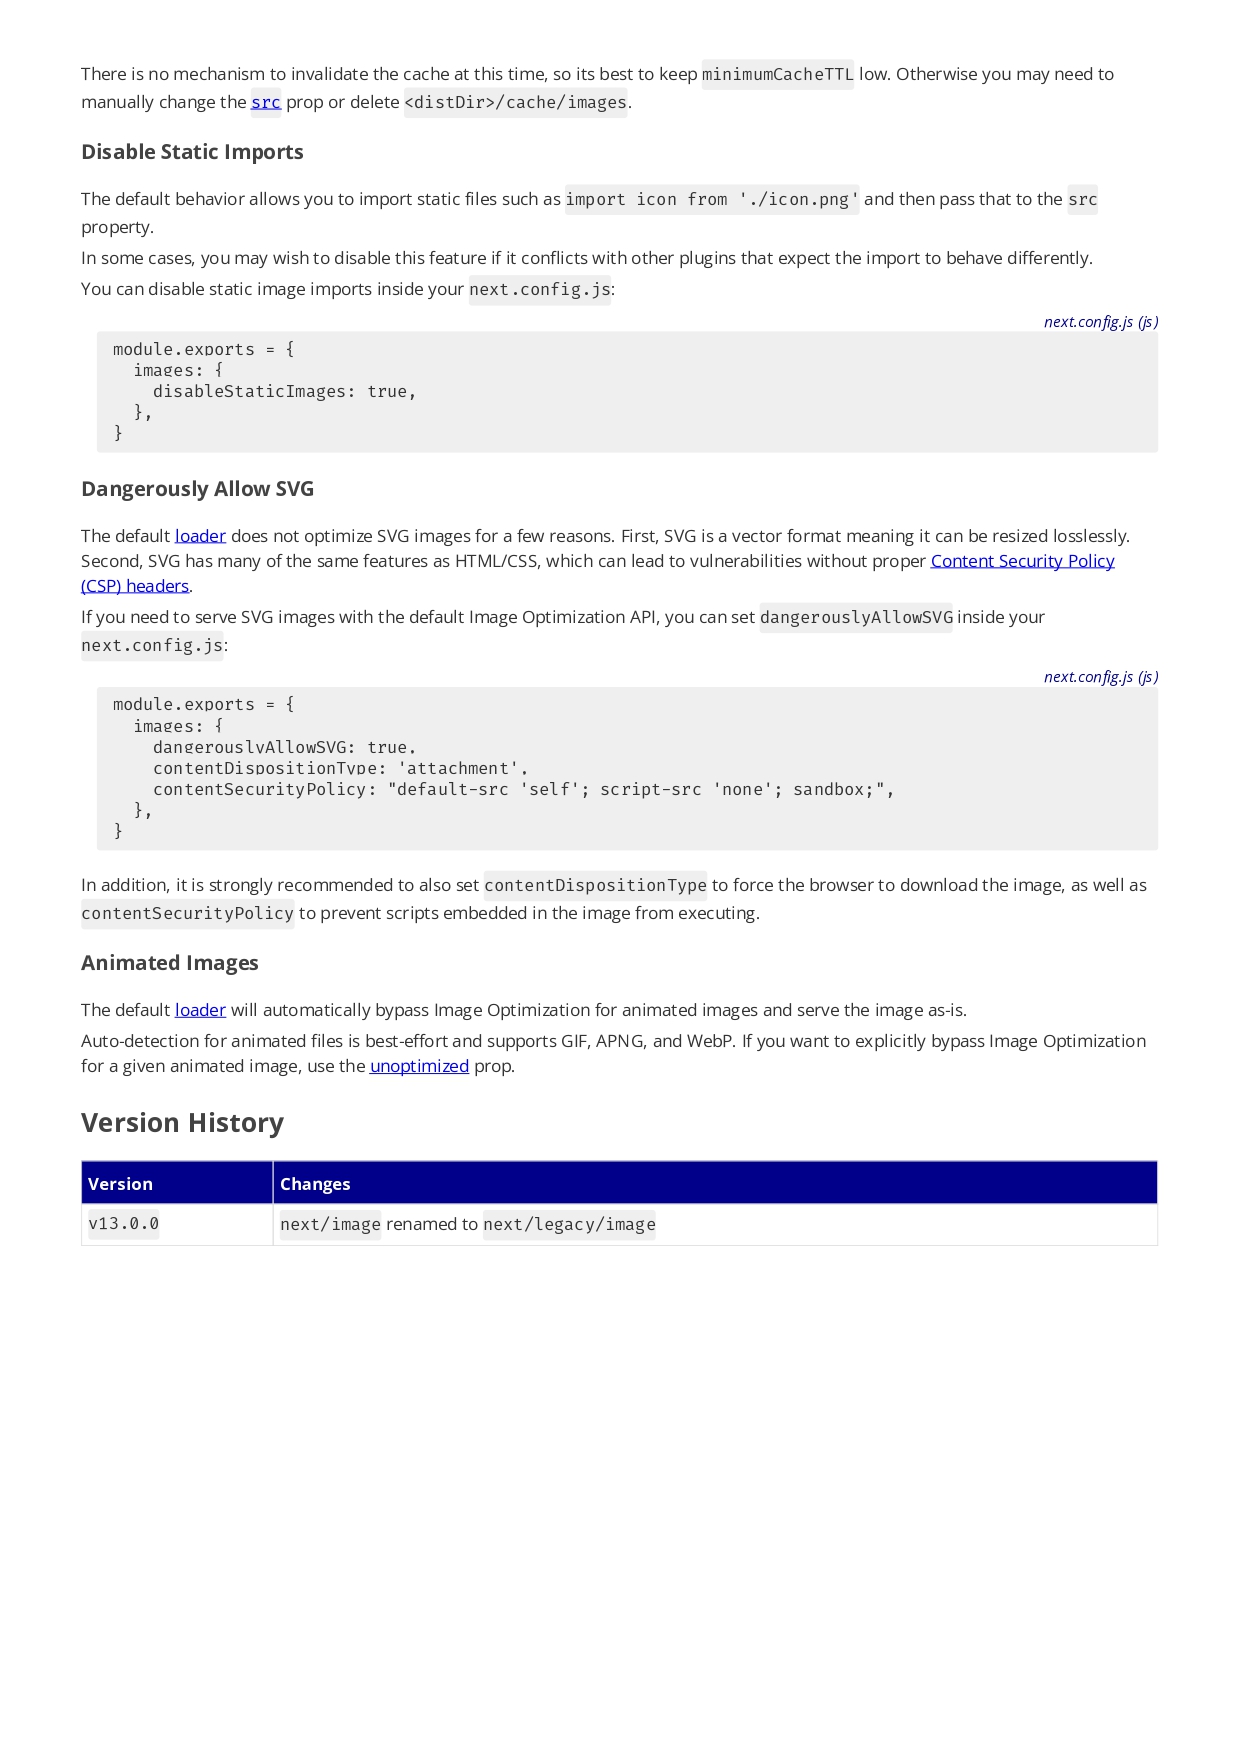 There is no mechanism to invalidate the cache at this time, so its best to keep minimumCacheTTL low. Otherwise you may need to
manually change the src prop or delete <distDir>/cache/images.
Disable Static Imports
The default behavior allows you to import static files such as import icon from './icon.png' and then pass that to the src
property.
In some cases, you may wish to disable this feature if it conflicts with other plugins that expect the import to behave differently.
You can disable static image imports inside your next.config.js:
next.config.js (js)
module.exports = {
  images: {
    disableStaticImages: true,
  },
}
Dangerously Allow SVG
The default loader does not optimize SVG images for a few reasons. First, SVG is a vector format meaning it can be resized losslessly.
Second, SVG has many of the same features as HTML/CSS, which can lead to vulnerabilities without proper Content Security Policy
(CSP) headers.
If you need to serve SVG images with the default Image Optimization API, you can set dangerouslyAllowSVG inside your
next.config.js:
next.config.js (js)
module.exports = {
  images: {
    dangerouslyAllowSVG: true,
    contentDispositionType: 'attachment',
    contentSecurityPolicy: "default-src 'self'; script-src 'none'; sandbox;",
  },
}
In addition, it is strongly recommended to also set contentDispositionType to force the browser to download the image, as well as
contentSecurityPolicy to prevent scripts embedded in the image from executing.
Animated Images
The default loader will automatically bypass Image Optimization for animated images and serve the image as-is.
Auto-detection for animated files is best-effort and supports GIF, APNG, and WebP. If you want to explicitly bypass Image Optimization
for a given animated image, use the unoptimized prop.
Version History
Version Changes
v13.0.0 next/image renamed to next/legacy/image